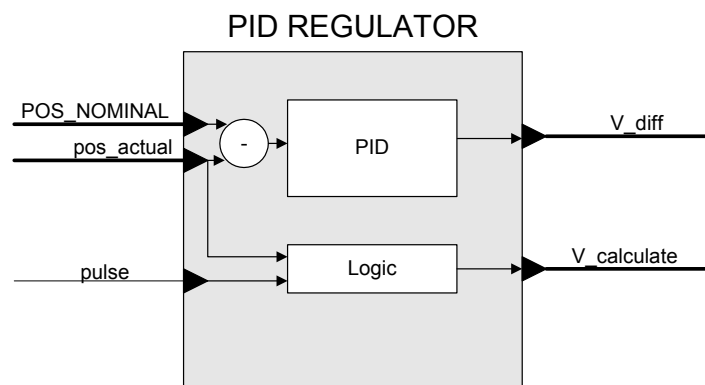 PID REGULATOR
POS_NOMINAL
pos_actual
-
PID
V_diff
Logic
pulse
V_calculate